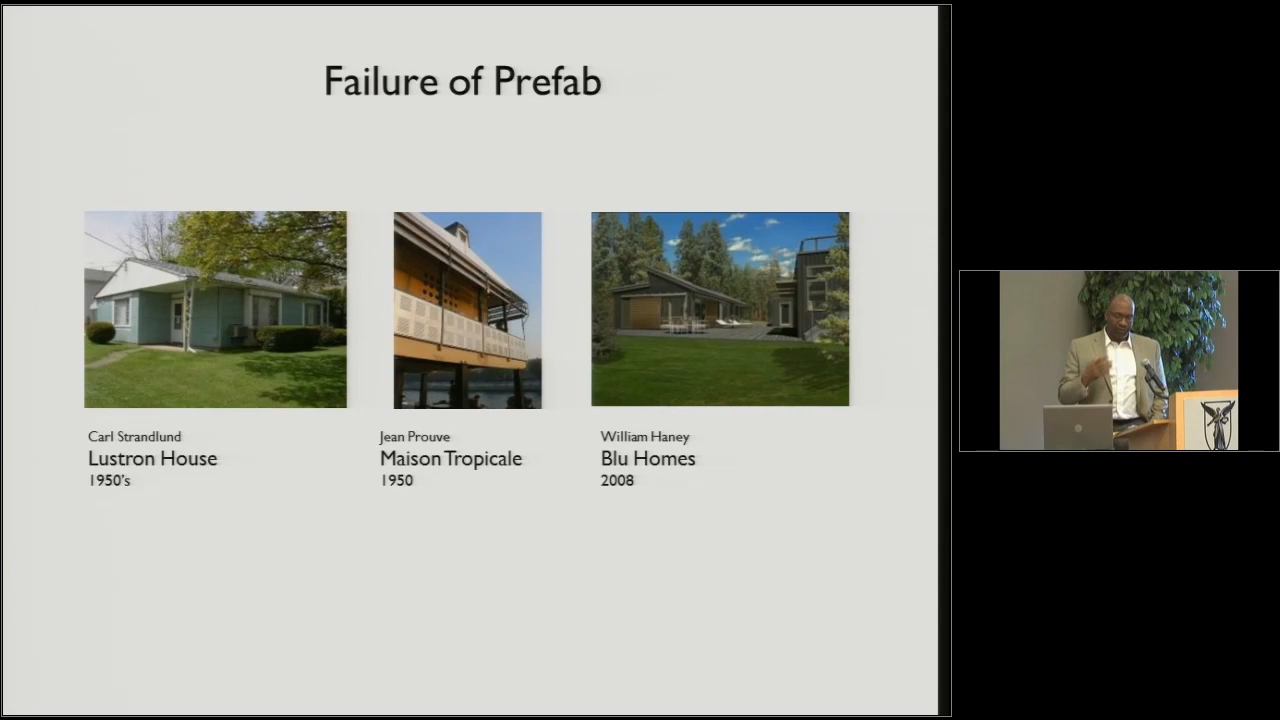 Failure of Prefab
Carl Strandlund
Lustron House
1950's
Jean Prouve
Maison Tropicale
1950
William Haney
Blu Homes
2008